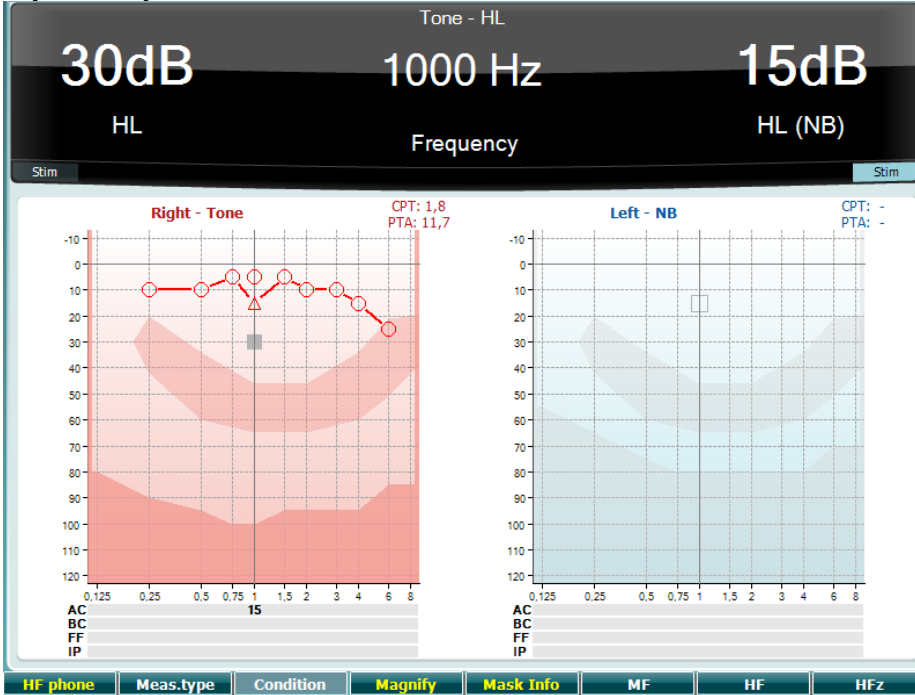 Tone - HL
30dB 1000 Hz 15dB
HL Frequency HL (NB)
Stim Stim
Right - Tone CPT: 1,8
PTA: 11,7
Left - NB CPT: -
PTA: -
-10
0
10
20
30
40
50
60
70
80
90
100
110
120
0,125 0,25 0,5 0,75 1 1,5 2 3 4 6 8
AC 15
BC
FF
IP
-10
0
10
20
30
40
50
60
70
80
90
100
110
120
0,125 0,25 0,5 0,75 1 1,5 2 3 4 6 8
AC
BC
FF
IP
HF phone Meas.type Condition Magnify Mask Info MF HF HFz